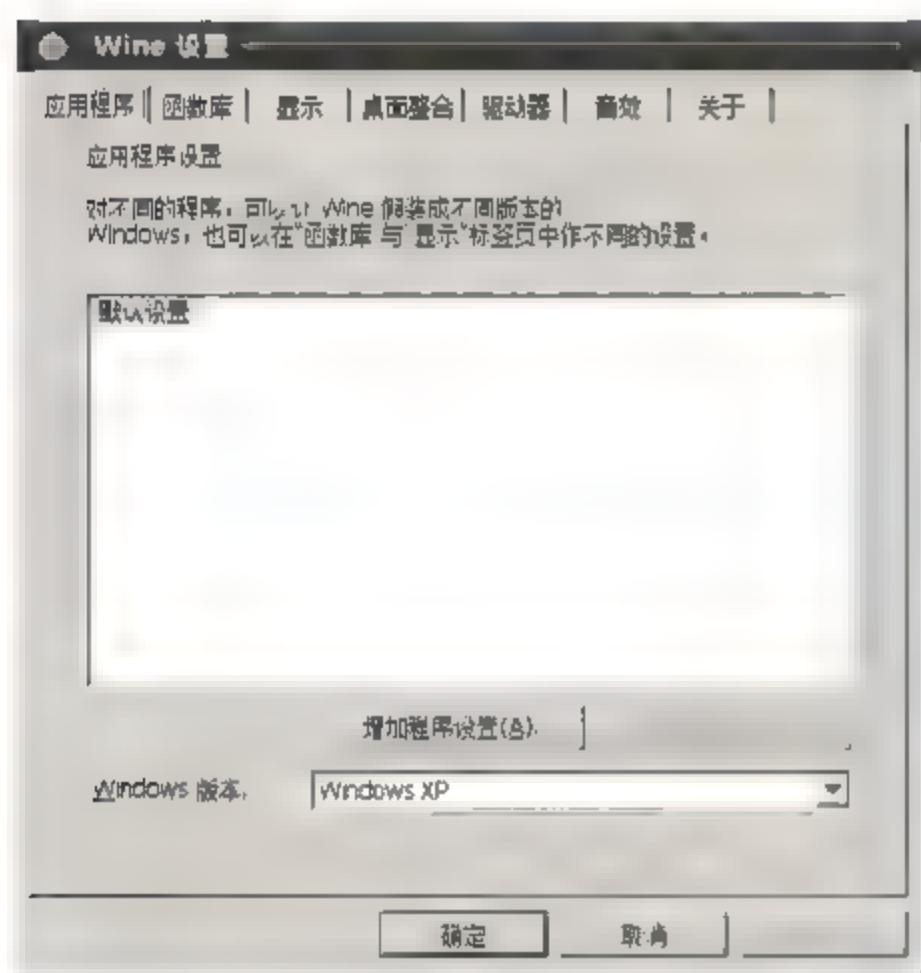 Wine 设置
应用程序 函数库 显示 桌面整合 驱动器 音效 关于
应用程序设置
对不同的程序，可以让 Wine 假装成不同版本的
Windows，也可以在"函数库"与"显示"标签页中作不同的设置。
默认设置
增加程序设置(A)
Windows 版本:
Windows XP
确定 取消